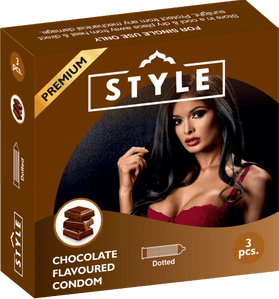 Store in a cool & dry place away from heat & direct
sunlight. Protect from any mechanical damage.
FOR SINGLE USE ONLY
PREMIUM
STYLE
3
pcs.
Dotted
STYLE
CHOCOLATE
FLAVOURED
CONDOM
Dotted
3
pcs.